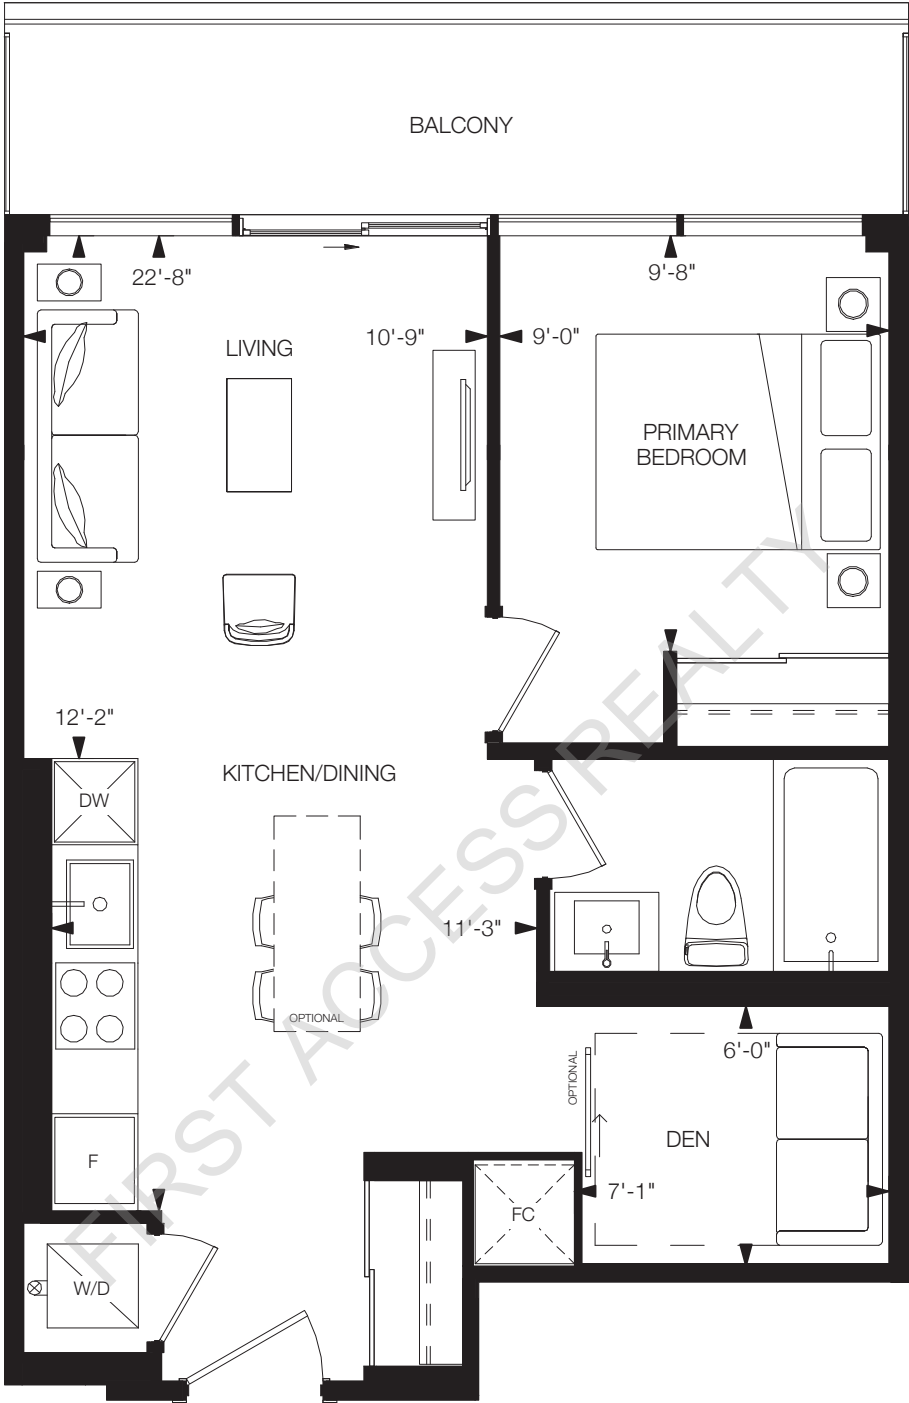 BALCONY
22'-8"
9'-8"
LIVING
10'-9"
9'-0"
PRIMARY
BEDROOM
12'-2"
KITCHEN/DINING
DW
11'-3"
OPTIONAL
6'-0"
OPTIONAL
DEN
F
7'-1"
FC
W/D
FIRST ACCESS REALTY